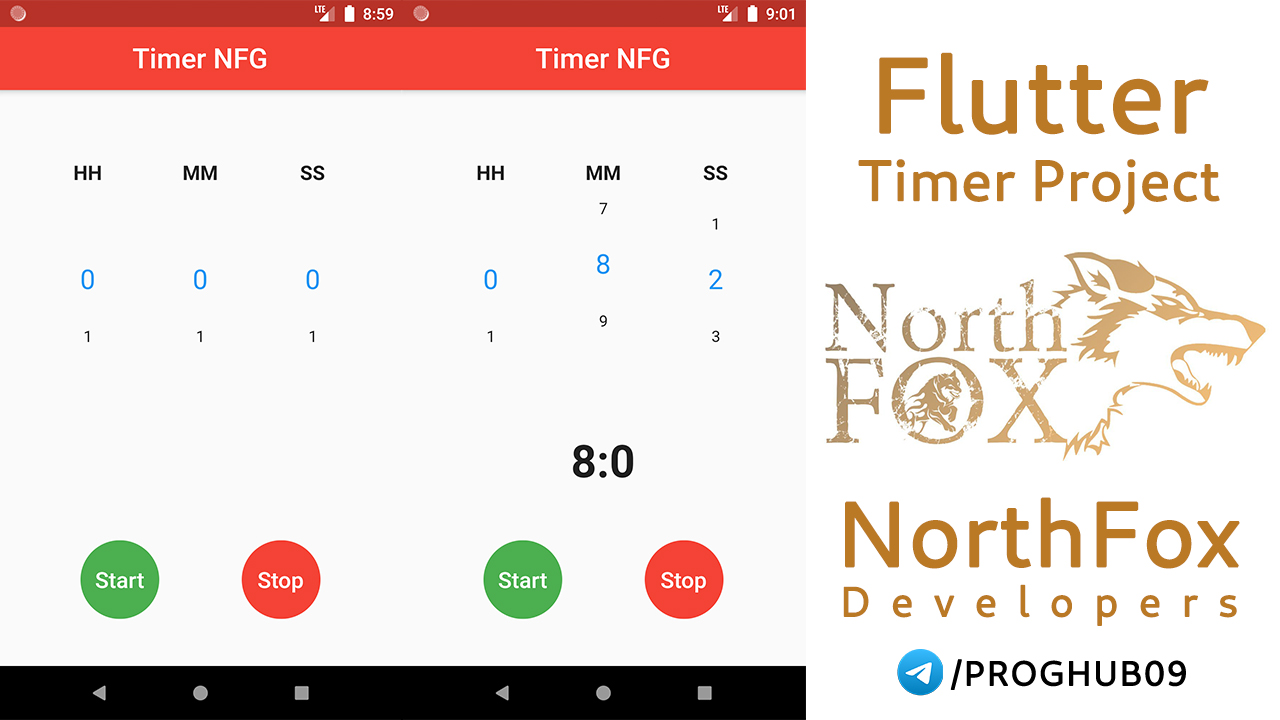 LTE 8:59
Timer NFG
HH MM SS
0 0 0
1 1 1
Start Stop
LTE 9:01
Timer NFG
HH MM SS
7
1
8
0 2
9
1 3
8:0
Start Stop
Flutter
Timer Project
North
FOX
NorthFox
Developers
/PROGHUB09